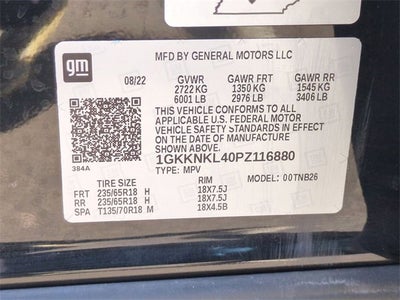 gm
MFD BY GENERAL MOTORS LLC
08/22 GVWR GAWR FRT GAWR RR
2722 KG 1350 KG 1545 KG
6001 LB 2976 LB 3406 LB
THIS VEHICLE CONFORMS TO ALL
APPLICABLE U.S. FEDERAL MOTOR
VEHICLE SAFETY STANDARDS IN EFFECT
ON THE DATE OF MANUFACTURE
SHOWN ABOVE.
1GKKNKL40PZ116880
384A TYPE: MPV MODEL: 00TNB26
TIRE SIZE RIM
FRT 235/65R18 H 18X7.5J
RR 235/65R18 H 18X7.5J
SPA T135/70R18 M 18X4.5B